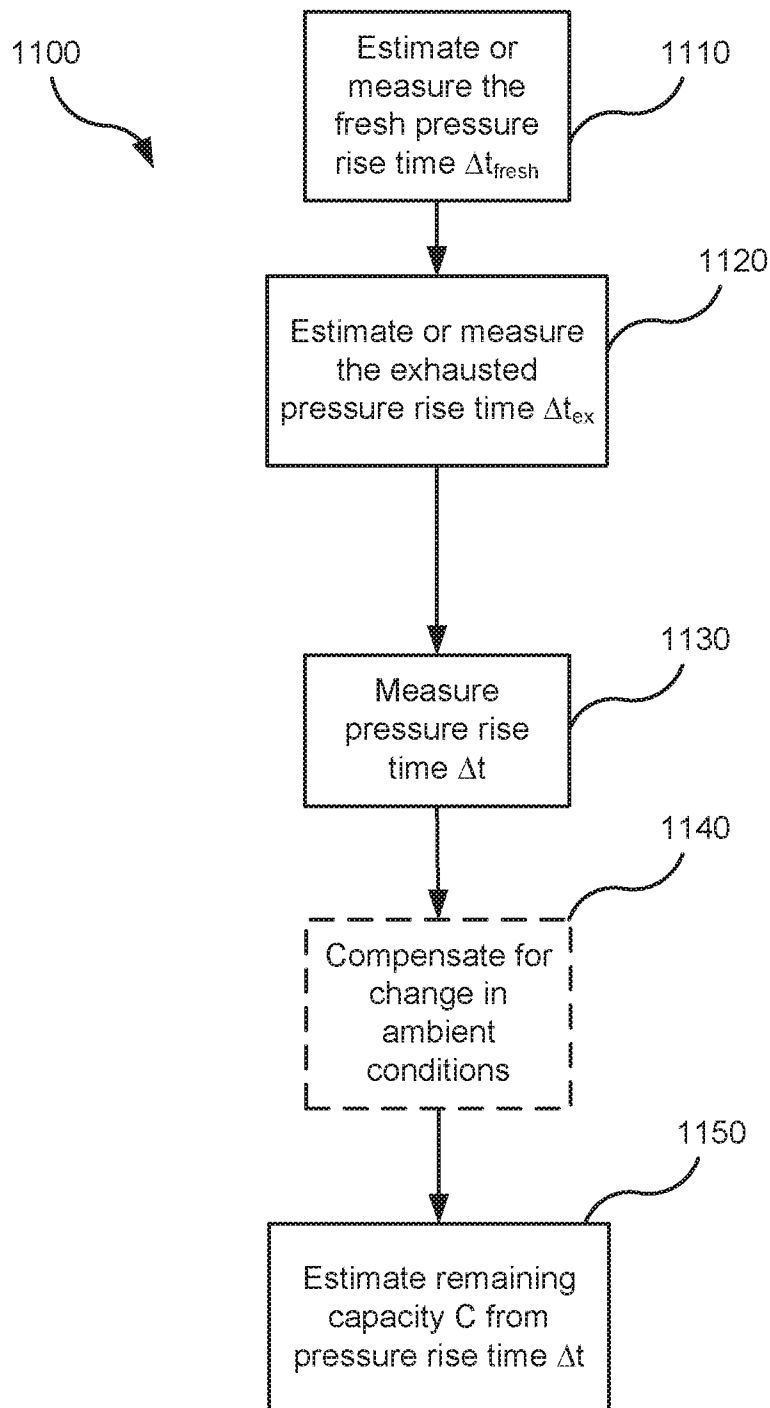 1100
Estimate or
measure the
fresh pressure
rise time Δt_fresh
1110
1120
Estimate or measure
the exhausted
pressure rise time Δt_ex
1130
Measure
pressure rise
time Δt
1140
Compensate for
change in
ambient
conditions
1150
Estimate remaining
capacity C from
pressure rise time Δt